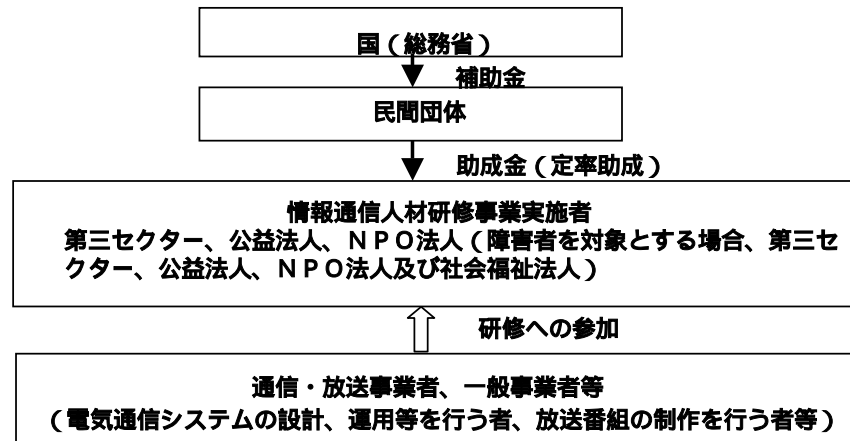 国（総務省）
補助金
民間団体
助成金（定率助成）
情報通信人材研修事業実施者
第三セクター、公益法人、ＮＰＯ法人（障害者を対象とする場合、第三セ
クター、公益法人、ＮＰＯ法人及び社会福祉法人）
研修への参加
通信・放送事業者、一般事業者等
（電気通信システムの設計、運用等を行う者、放送番組の制作を行う者等）